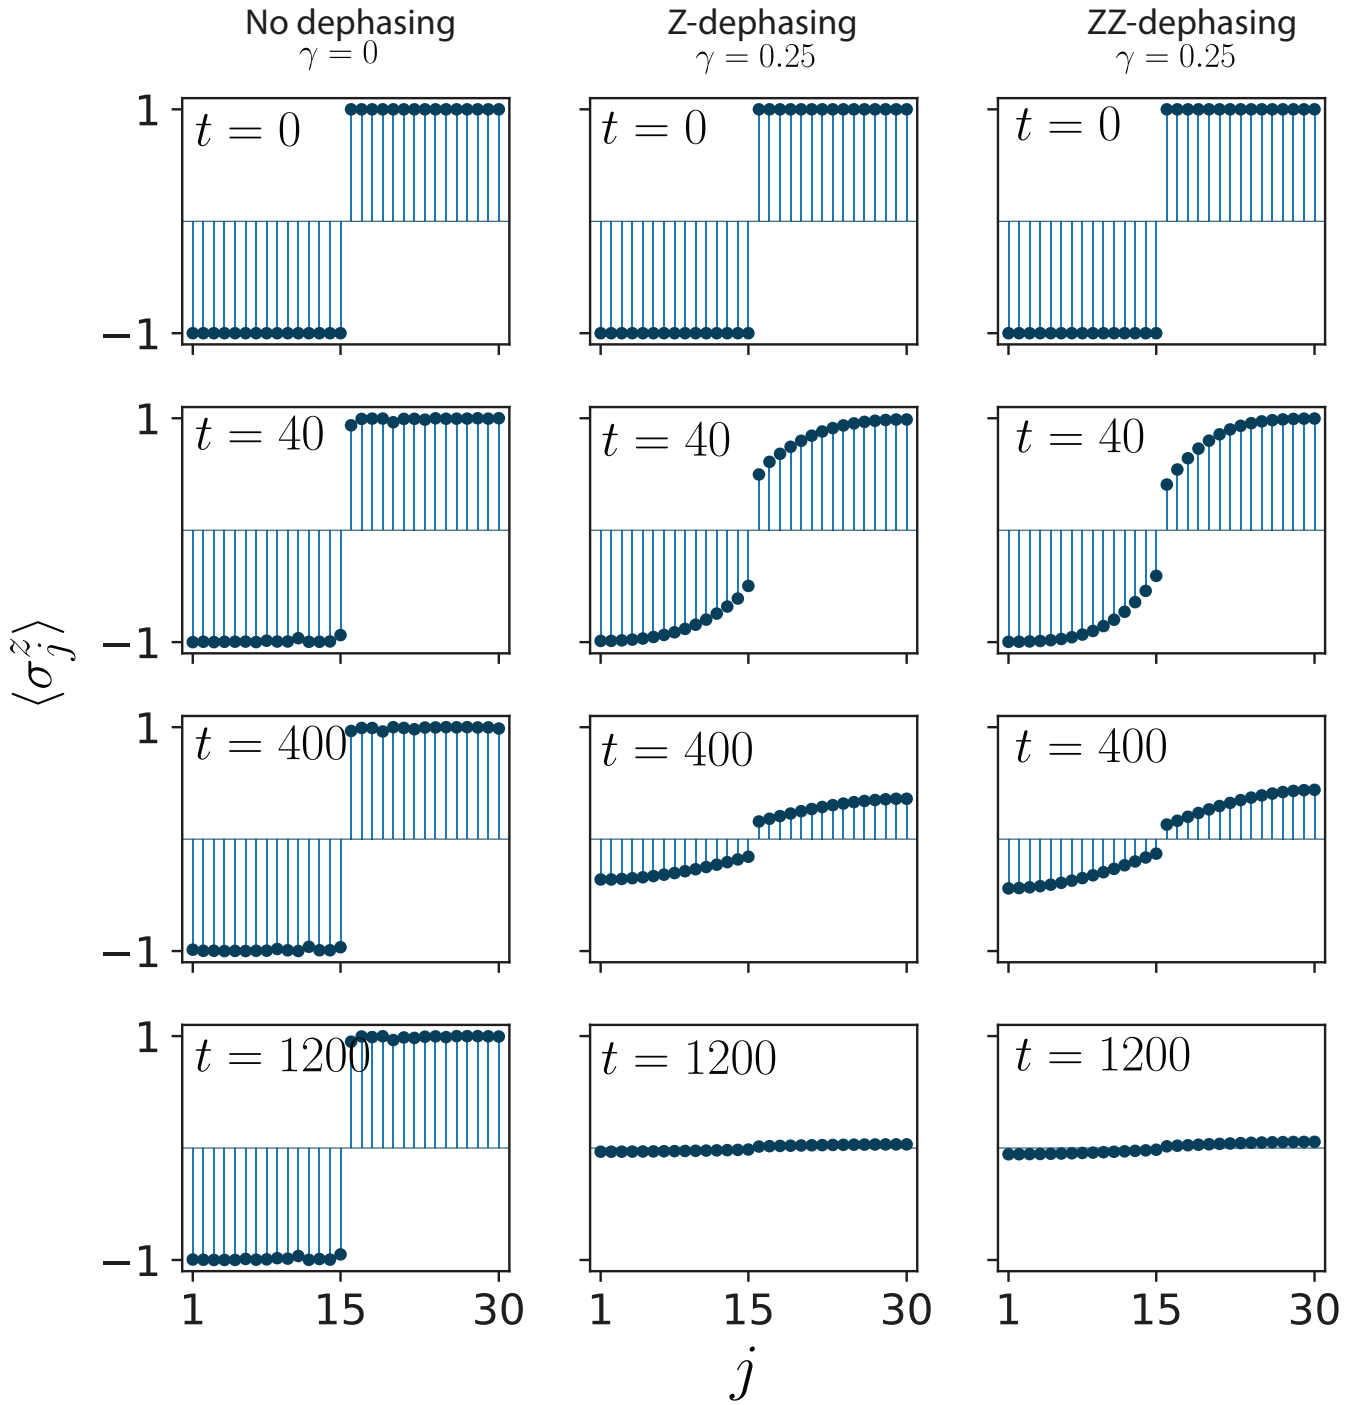 No dephasing Z-dephasing ZZ-dephasing
γ = 0 γ = 0.25 γ = 0.25
1 t = 0 t = 0 t = 0
−1
1 t = 40 t = 40 t = 40
−1
⟨σ^z_j⟩
1 t = 400 t = 400 t = 400
−1
1 t = 1200 t = 1200 t = 1200
−1
1 15 30 1 15 30 1 15 30
j